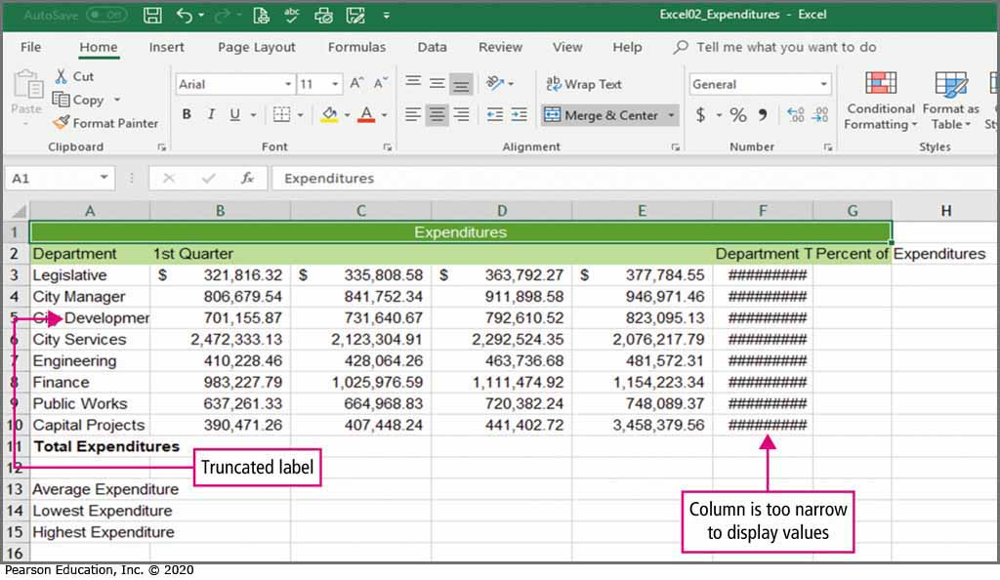 AutoSave Off abc Excel02_Expenditures - Excel
File Home Insert Page Layout Formulas Data Review View Help Tell me what you want to do
Paste Cut Copy Format Painter
Arial 11 A A
B I U A
ab Wrap Text
Merge & Center
General
$ % 9 .00 .00
Conditional Formatting
Format as Table
Clipboard Font Alignment Number Styles
A1 fx Expenditures
A B C D E F G H
1 Expenditures
2 Department 1st Quarter Department T Percent of Expenditures
3 Legislative $ 321,816.32 $ 335,808.58 $ 363,792.27 $ 377,784.55 #########
4 City Manager 806,679.54 841,752.34 911,898.58 946,971.46 #########
5 City Developmen 701,155.87 731,640.67 792,610.52 823,095.13 #########
6 City Services 2,472,333.13 2,123,304.91 2,292,524.35 2,076,217.79 #########
7 Engineering 410,228.46 428,064.26 463,736.68 481,572.31 #########
8 Finance 983,227.79 1,025,976.59 1,111,474.92 1,154,223.34 #########
9 Public Works 637,261.33 664,968.83 720,382.24 748,089.37 #########
10 Capital Projects 390,471.26 407,448.24 441,402.72 3,458,379.56 #########
11 Total Expenditures
12
Truncated label
13 Average Expenditure
14 Lowest Expenditure
15 Highest Expenditure
16
Column is too narrow
to display values
Pearson Education, Inc. © 2020